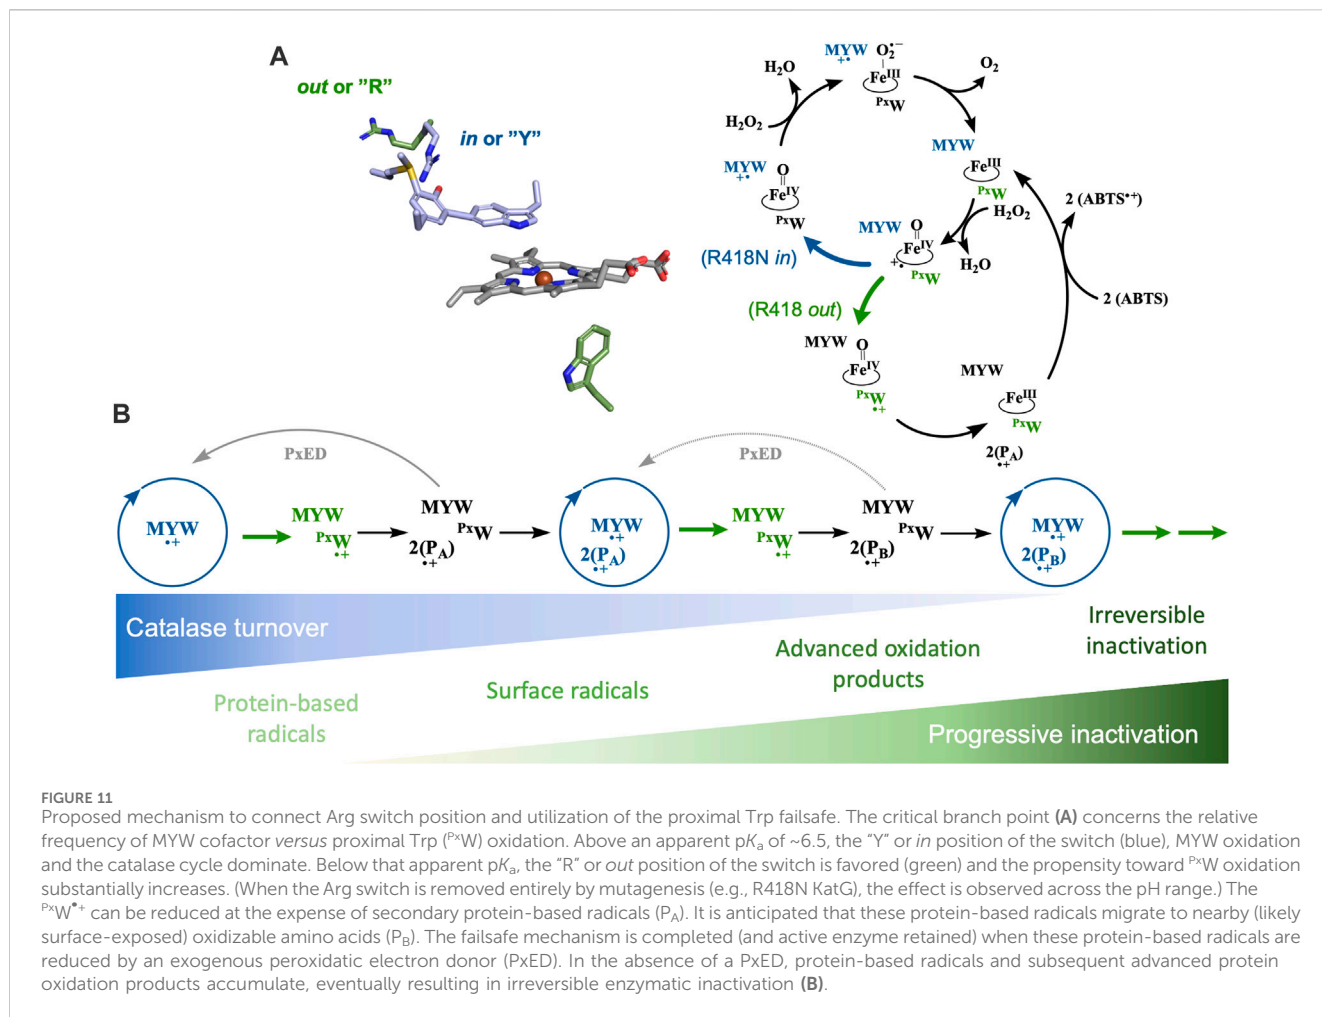 A
out or ”R”
in or ”Y”
MYW
+•
O2•−
FeIII
PxW
H2O
O2
H2O2
MYW
FeIII
PxW
MYW
+•
O
FeIV
PxW
2 (ABTS•+)
H2O2
MYW
O
FeIV
+•
PxW
H2O
(R418N in)
2 (ABTS)
(R418 out)
MYW
O
FeIV
PxW
•+
MYW
FeIII
PxW
2(PA)
•+
B
PxED
PxED
MYW
•+
MYW
PxW
•+
MYW
PxW
2(PA)
•+
MYW
•+
2(PA)
•+
MYW
PxW
•+
MYW
PxW
2(PB)
•+
MYW
•+
2(PB)
•+
Catalase turnover
Irreversible
inactivation
Advanced oxidation
products
Surface radicals
Protein-based
radicals
Progressive inactivation
FIGURE 11
Proposed mechanism to connect Arg switch position and utilization of the proximal Trp failsafe. The critical branch point (A) concerns the relative
frequency of MYW cofactor versus proximal Trp (PxW) oxidation. Above an apparent pKa of ~6.5, the “Y” or in position of the switch (blue), MYW oxidation
and the catalase cycle dominate. Below that apparent pKa, the “R” or out position of the switch is favored (green) and the propensity toward PxW oxidation
substantially increases. (When the Arg switch is removed entirely by mutagenesis (e.g., R418N KatG), the effect is observed across the pH range.) The
PxW•+ can be reduced at the expense of secondary protein-based radicals (PA). It is anticipated that these protein-based radicals migrate to nearby (likely
surface-exposed) oxidizable amino acids (PB). The failsafe mechanism is completed (and active enzyme retained) when these protein-based radicals are
reduced by an exogenous peroxidatic electron donor (PxED). In the absence of a PxED, protein-based radicals and subsequent advanced protein
oxidation products accumulate, eventually resulting in irreversible enzymatic inactivation (B).